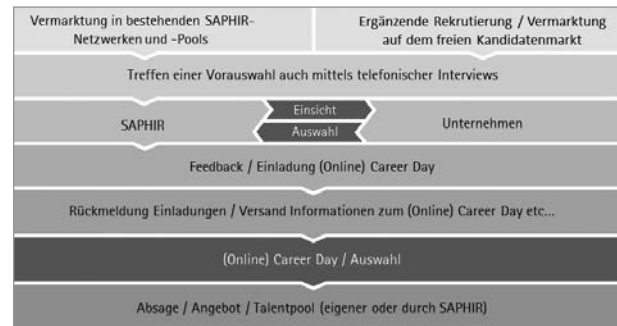 Vermarktung in bestehenden SAPHIR-
Netzwerken und -Pools
Ergänzende Rekrutierung / Vermarktung
auf dem freien Kandidatenmarkt
Treffen einer Vorauswahl auch mittels telefonischer Interviews
SAPHIR
Einsicht
Auswahl
Unternehmen
Feedback / Einladung (Online) Career Day
Rückmeldung Einladungen / Versand Informationen zum (Online) Career Day etc...
(Online) Career Day / Auswahl
Absage / Angebot / Talentpool (eigener oder durch SAPHIR)